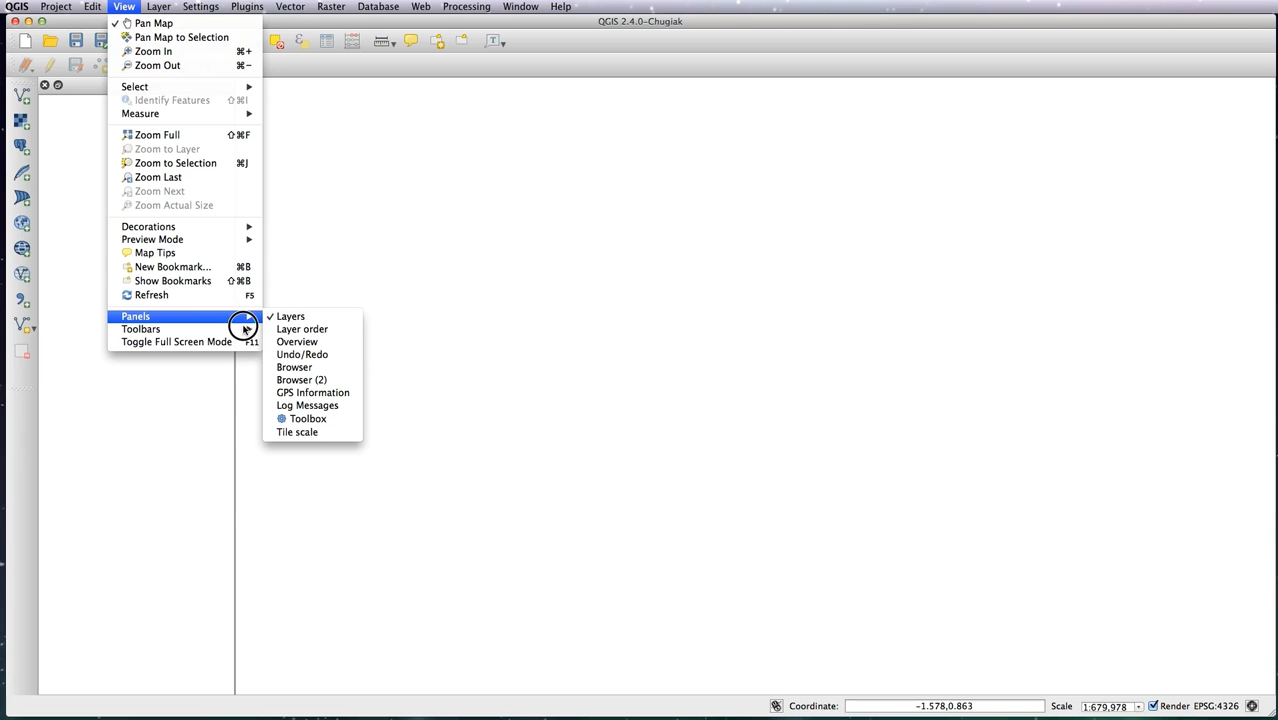 QGIS Project Edit View Layer Settings Plugins Vector Raster Database Web Processing Window Help
QGIS 2.4.0-Chugiak
✓ Pan Map
Pan Map to Selection
Zoom In ⌘+
Zoom Out ⌘-
Select
Identify Features ⇧⌘I
Measure
Zoom Full ⇧⌘F
Zoom to Layer
Zoom to Selection ⌘J
Zoom Last
Zoom Next
Zoom Actual Size
Decorations
Preview Mode
Map Tips
New Bookmark... ⌘B
Show Bookmarks ⇧⌘B
Refresh F5
Panels
Toolbars
Toggle Full Screen Mode F11
✓ Layers
Layer order
Overview
Undo/Redo
Browser
Browser (2)
GPS Information
Log Messages
Toolbox
Tile scale
Coordinate: -1.578,0.863 Scale 1:679,978 Render EPSG:4326